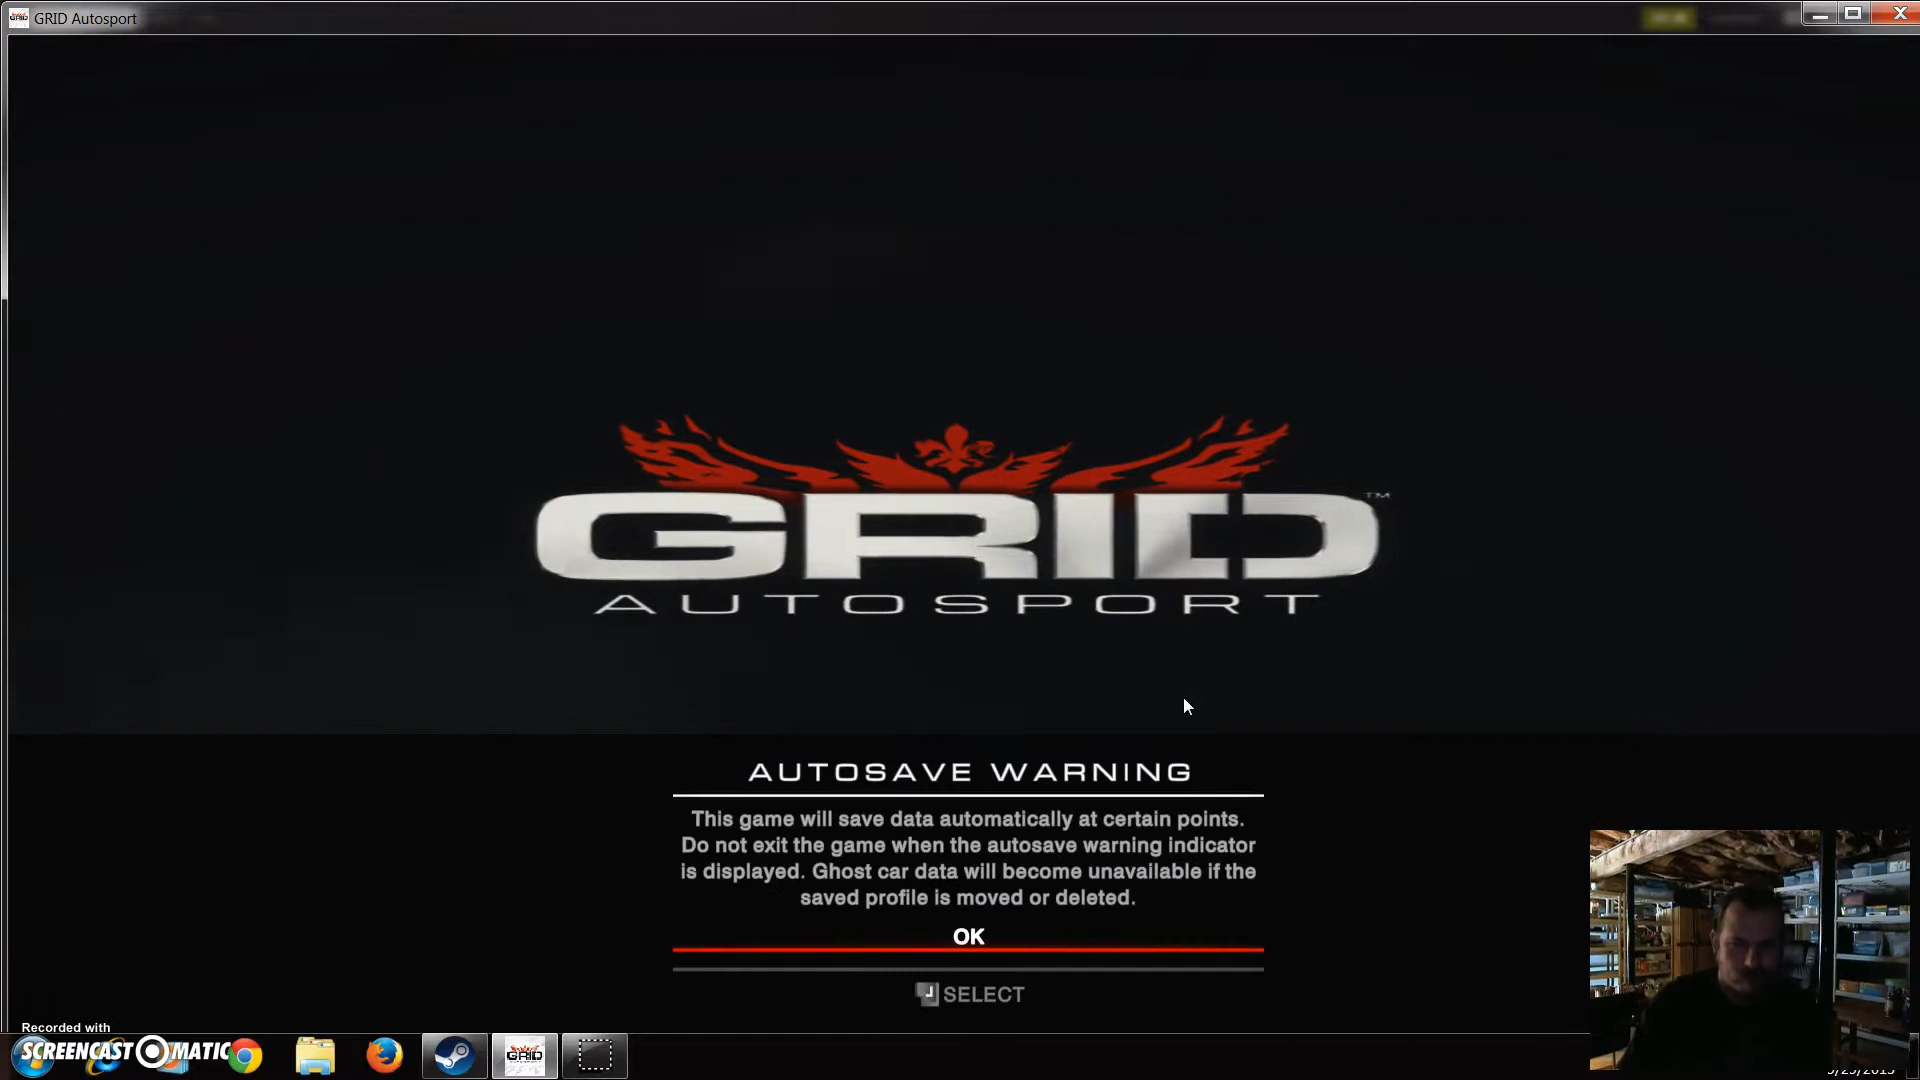 GRID Autosport
GRID™
AUTOSPORT
AUTOSAVE WARNING
This game will save data automatically at certain points.
Do not exit the game when the autosave warning indicator
is displayed. Ghost car data will become unavailable if the
saved profile is moved or deleted.
OK
SELECT
Recorded with
SCREENCAST MATIC
GRID
AUTOSPORT